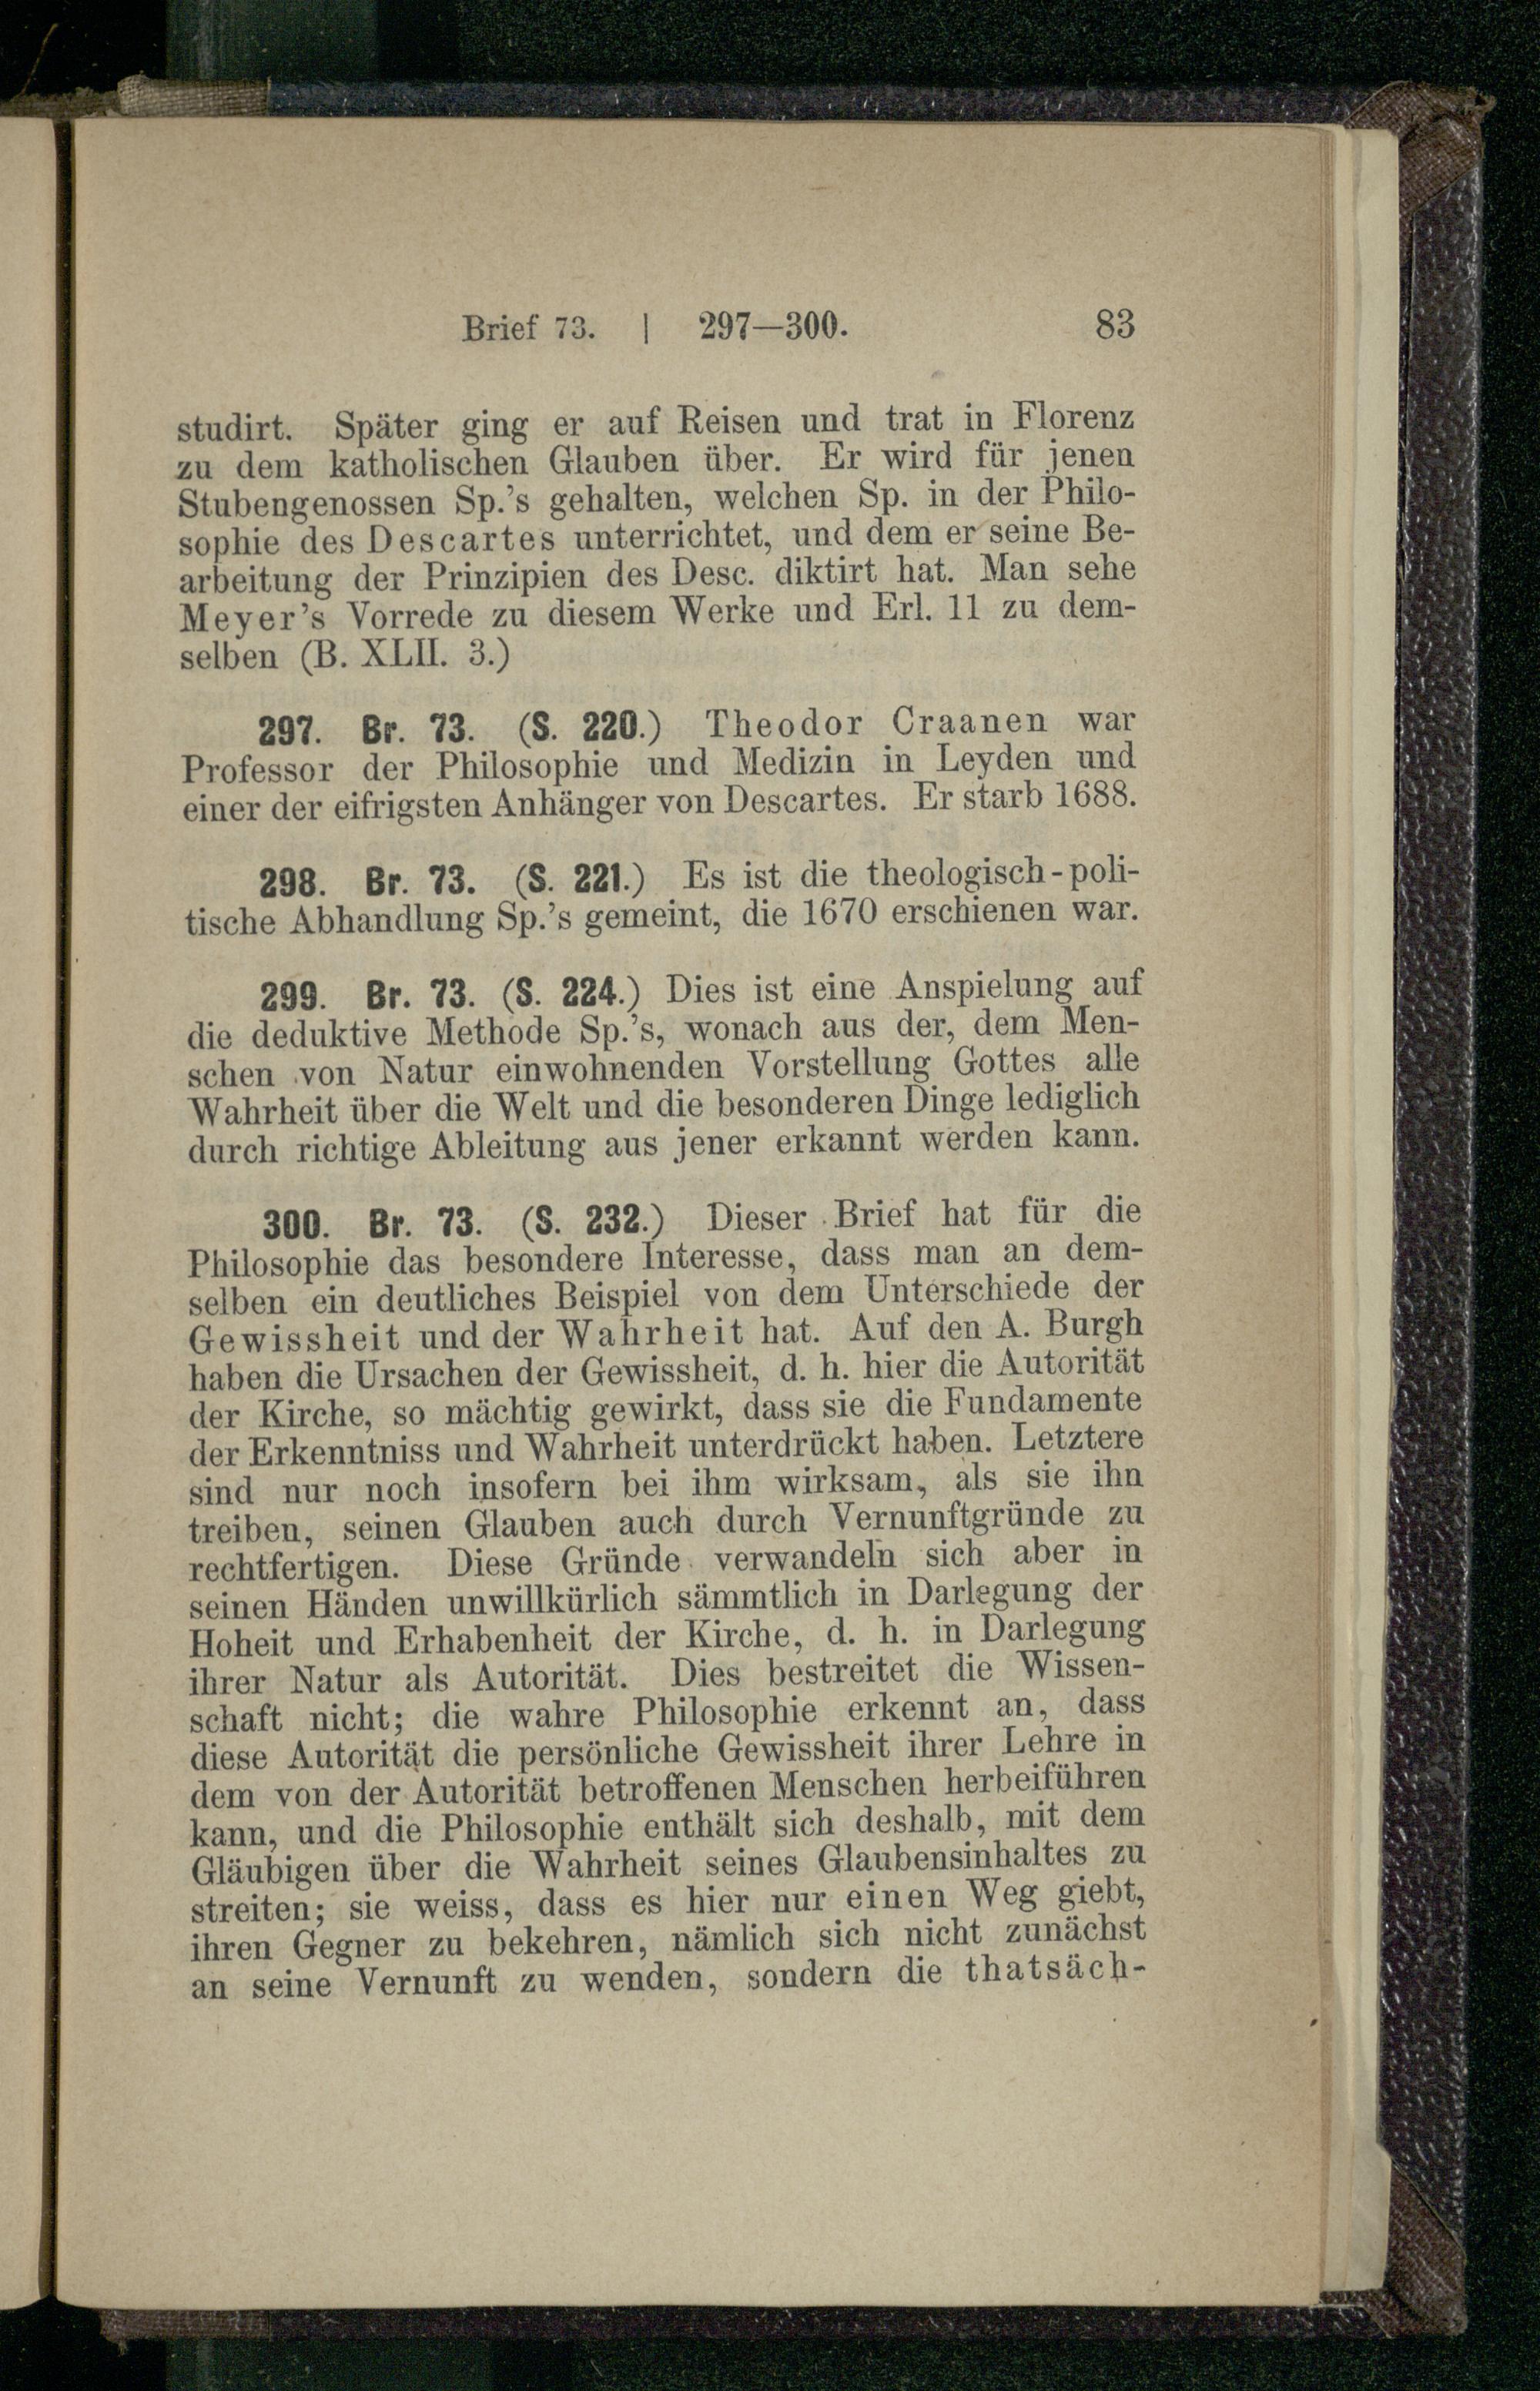 Brief 73. | 297—300. 83
studirt. Später ging er auf Reisen und trat in Florenz
zu dem katholischen Glauben über. Er wird für jenen
Stubengenossen Sp.'s gehalten, welchen Sp. in der Philo-
sophie des Descartes unterrichtet, und dem er seine Be-
arbeitung der Prinzipien des Desc. diktirt hat. Man sehe
Meyer's Vorrede zu diesem Werke und Erl. 11 zu dem-
selben (B. XLII. 3.)
297. Br. 73. (S. 220.) Theodor Craanen war
Professor der Philosophie und Medizin in Leyden und
einer der eifrigsten Anhänger von Descartes. Er starb 1688.
298. Br. 73. (S. 221.) Es ist die theologisch-poli-
tische Abhandlung Sp.'s gemeint, die 1670 erschienen war.
299. Br. 73. (S. 224.) Dies ist eine Anspielung auf
die deduktive Methode Sp.'s, wonach aus der, dem Men-
schen von Natur einwohnenden Vorstellung Gottes alle
Wahrheit über die Welt und die besonderen Dinge lediglich
durch richtige Ableitung aus jener erkannt werden kann.
300. Br. 73. (S. 232.) Dieser Brief hat für die
Philosophie das besondere Interesse, dass man an dem-
selben ein deutliches Beispiel von dem Unterschiede der
Gewissheit und der Wahrheit hat. Auf den A. Burgh
haben die Ursachen der Gewissheit, d. h. hier die Autorität
der Kirche, so mächtig gewirkt, dass sie die Fundamente
der Erkenntniss und Wahrheit unterdrückt haben. Letztere
sind nur noch insofern bei ihm wirksam, als sie ihn
treiben, seinen Glauben auch durch Vernunftgründe zu
rechtfertigen. Diese Gründe verwandeln sich aber in
seinen Händen unwillkürlich sämmtlich in Darlegung der
Hoheit und Erhabenheit der Kirche, d. h. in Darlegung
ihrer Natur als Autorität. Dies bestreitet die Wissen-
schaft nicht; die wahre Philosophie erkennt an, dass
diese Autorität die persönliche Gewissheit ihrer Lehre in
dem von der Autorität betroffenen Menschen herbeiführen
kann, und die Philosophie enthält sich deshalb, mit dem
Gläubigen über die Wahrheit seines Glaubensinhaltes zu
streiten; sie weiss, dass es hier nur einen Weg giebt,
ihren Gegner zu bekehren, nämlich sich nicht zunächst
an seine Vernunft zu wenden, sondern die thatsäch-